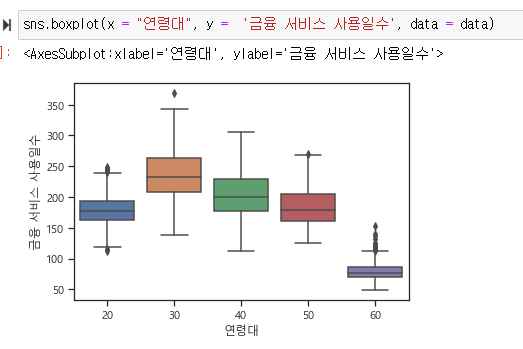 sns.boxplot(x = "연령대", y =  '금융 서비스 사용일수', data = data)
]: <AxesSubplot:xlabel='연령대', ylabel='금융 서비스 사용일수'>
350
300
250
200
150
100
50
금융 서비스 사용일수
20 30 40 50 60
연령대